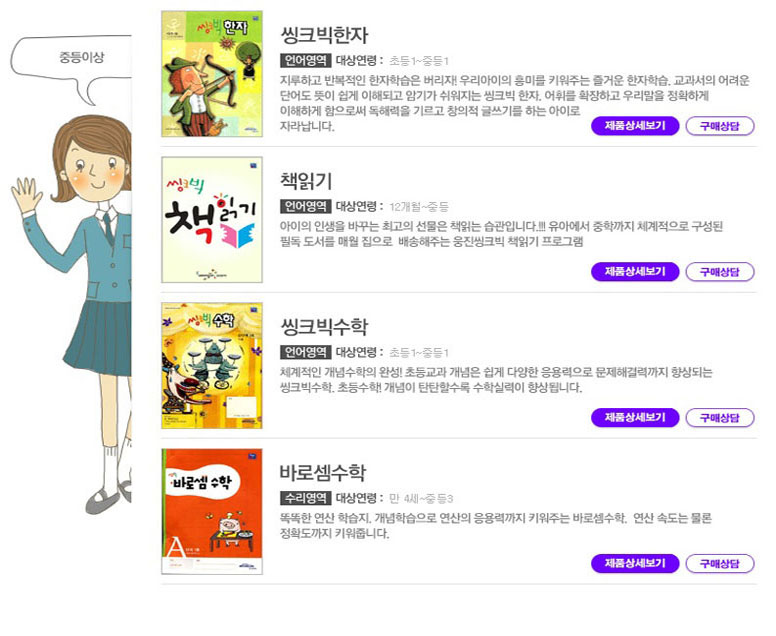 중등이상
씽크빅한자
씽크빅한자
언어영역 대상연령 : 초등1~중등1
지루하고 반복적인 한자학습은 버리자! 우리아이의 흥미를 키워주는 즐거운 한자학습. 교과서의 어려운
단어도 뜻이 쉽게 이해되고 암기가 쉬워지는 씽크빅 한자. 어휘를 확장하고 우리말을 정확하게
이해하게 함으로써 독해력을 기르고 창의적 글쓰기를 하는 아이로
자라납니다.
제품상세보기 구매상담
씽크빅
책읽기
책읽기
언어영역 대상연령 : 12개월~중등
아이의 인생을 바꾸는 최고의 선물은 책읽는 습관입니다.!!! 유아에서 중학까지 체계적으로 구성된
필독 도서를 매월 집으로 배송해주는 웅진씽크빅 책읽기 프로그램
제품상세보기 구매상담
씽크빅수학
씽크빅수학
언어영역 대상연령 : 초등1~중등1
체계적인 개념수학의 완성! 초등교과 개념은 쉽게 다양한 응용력으로 문제해결력까지 향상되는
씽크빅수학. 초등수학! 개념이 탄탄할수록 수학실력이 향상됩니다.
제품상세보기 구매상담
바로셈 수학
A
바로셈수학
수리영역 대상연령 : 만 4세~중등3
똑똑한 연산 학습지. 개념학습으로 연산의 응용력까지 키워주는 바로셈수학. 연산 속도는 물론
정확도까지 키워줍니다.
제품상세보기 구매상담